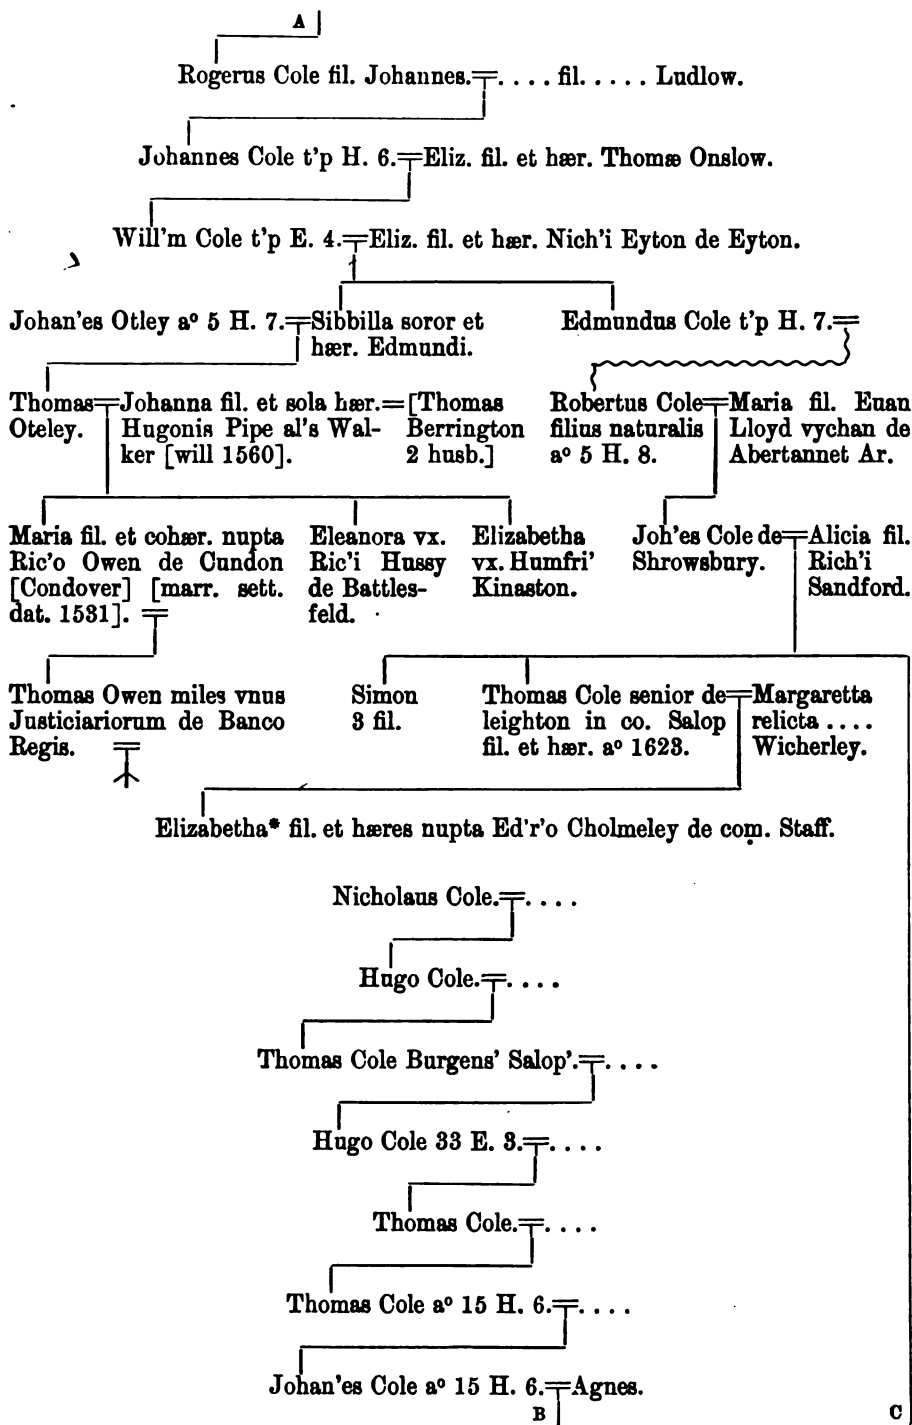 A
Rogerus Cole fil. Johannes.=. . . . fil. . . . . Ludlow.
Johannes Cole t'p H. 6.=Eliz. fil. et hær. Thomæ Onslow.
Will'm Cole t'p E. 4.=Eliz. fil. et hær. Nich'i Eyton de Eyton.
Johan'es Otley aº 5 H. 7.=Sibbilla soror et
hær. Edmundi.
Edmundus Cole t'p H. 7.=
Thomas=Johanna fil. et sola hær.=[Thomas
Oteley. Hugonis Pipe al's Wal- Berrington
ker [will 1560]. 2 husb.]
Robertus Cole=Maria fil. Euan
filius naturalis Lloyd vychan de
aº 5 H. 8. Abertannet Ar.
Maria fil. et cohær. nupta
Ric'o Owen de Cundon
[Condover] [marr. sett.
dat. 1531]. =
Eleanora vx.
Ric'i Hussy
de Battles-
feld.
Elizabetha
vx. Humfri'
Kinaston.
Joh'es Cole de=Alicia fil.
Shrowsbury. Rich'i
Sandford.
Thomas Owen miles vnus
Justiciariorum de Banco
Regis. =
Simon
3 fil.
Thomas Cole senior de=Margaretta
leighton in co. Salop relicta . . . .
fil. et hær. aº 1623. Wicherley.
Elizabetha* fil. et hæres nupta Ed'r'o Cholmeley de com. Staff.
Nicholaus Cole.=. . . .
Hugo Cole.=. . . .
Thomas Cole Burgens' Salop'.=. . . .
Hugo Cole 33 E. 3.=. . . .
Thomas Cole.=. . . .
Thomas Cole aº 15 H. 6.=. . . .
Johan'es Cole aº 15 H. 6.=Agnes.
B
C